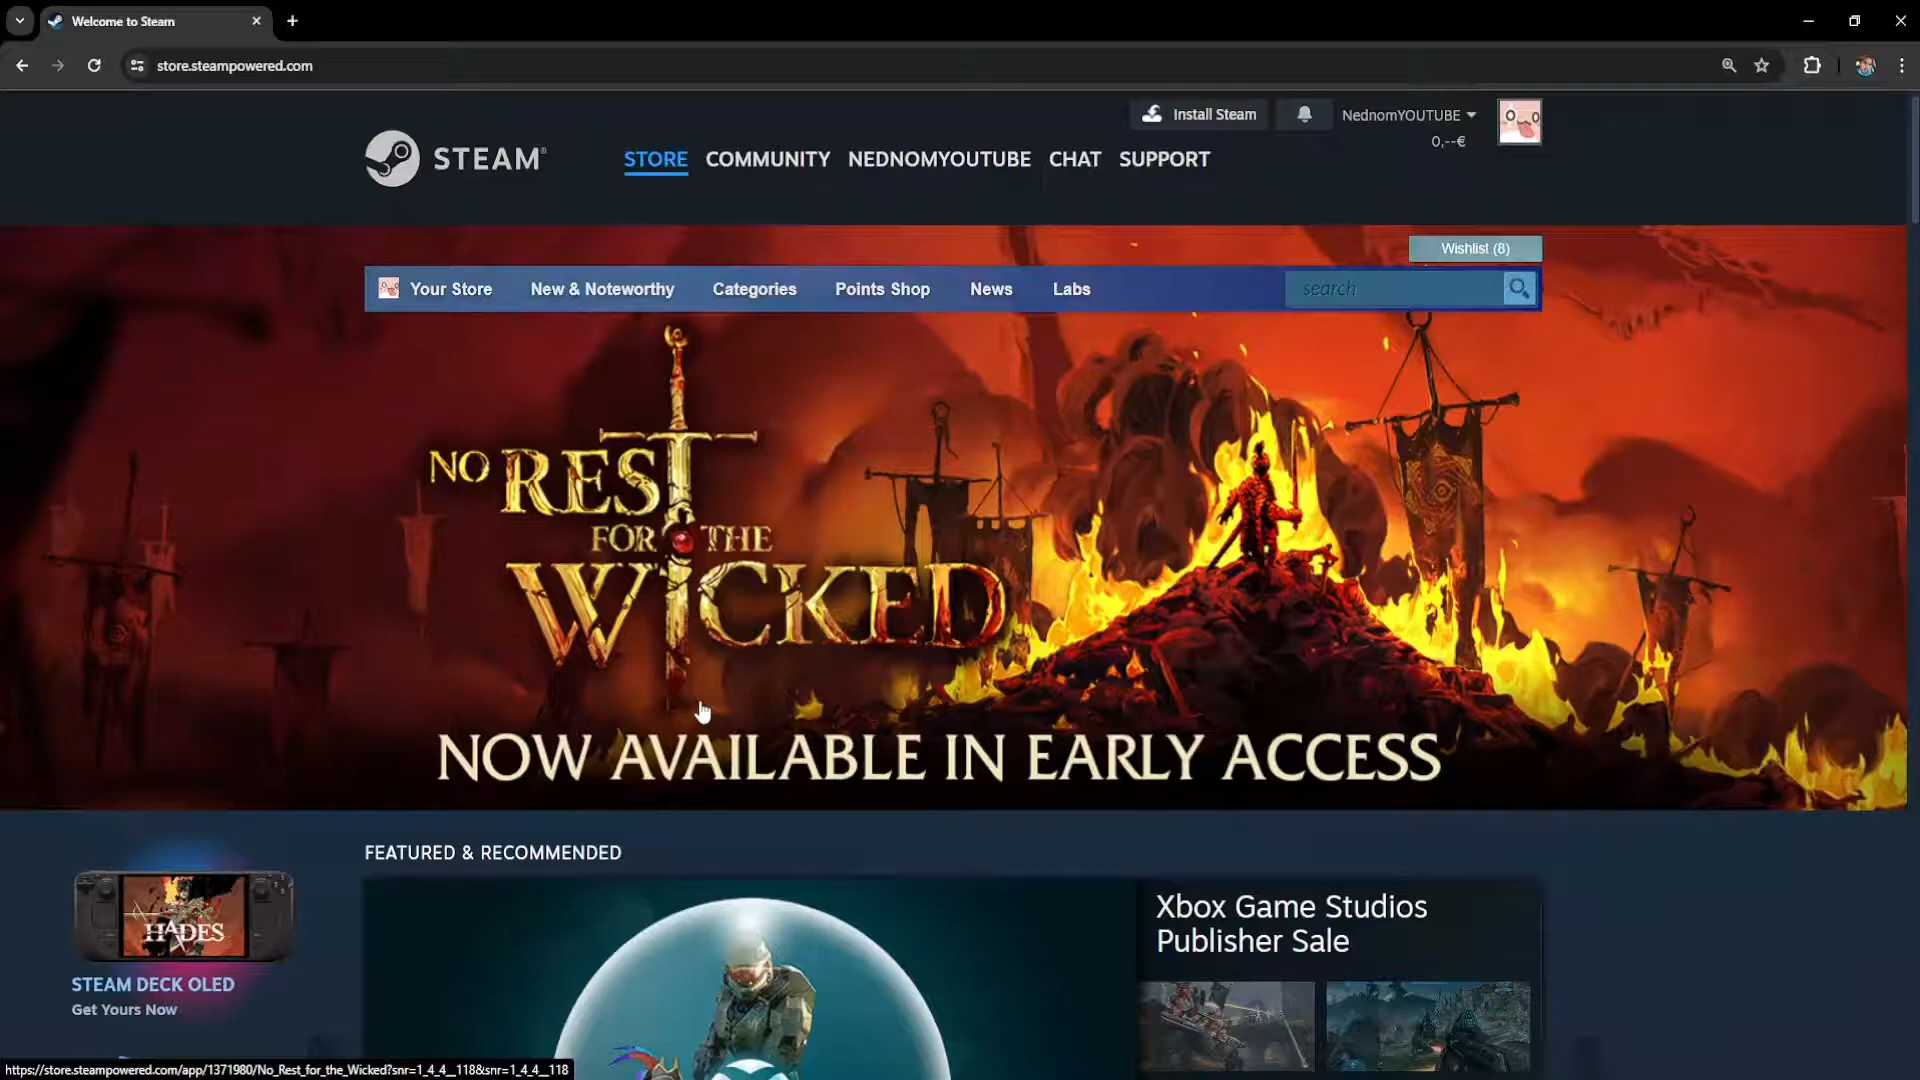 Welcome to Steam
store.steampowered.com
Install Steam
NednomYOUTUBE
0,--€
STEAM®
STORE COMMUNITY NEDNOMYOUTUBE CHAT SUPPORT
Wishlist (8)
Your Store New & Noteworthy Categories Points Shop News Labs search
NO REST
FOR THE
WICKED
NOW AVAILABLE IN EARLY ACCESS
FEATURED & RECOMMENDED
HADES
STEAM DECK OLED
Get Yours Now
Xbox Game Studios
Publisher Sale
https://store.steampowered.com/app/1371980/No_Rest_for_the_Wicked?snr=1_4_4__118&snr=1_4_4__118